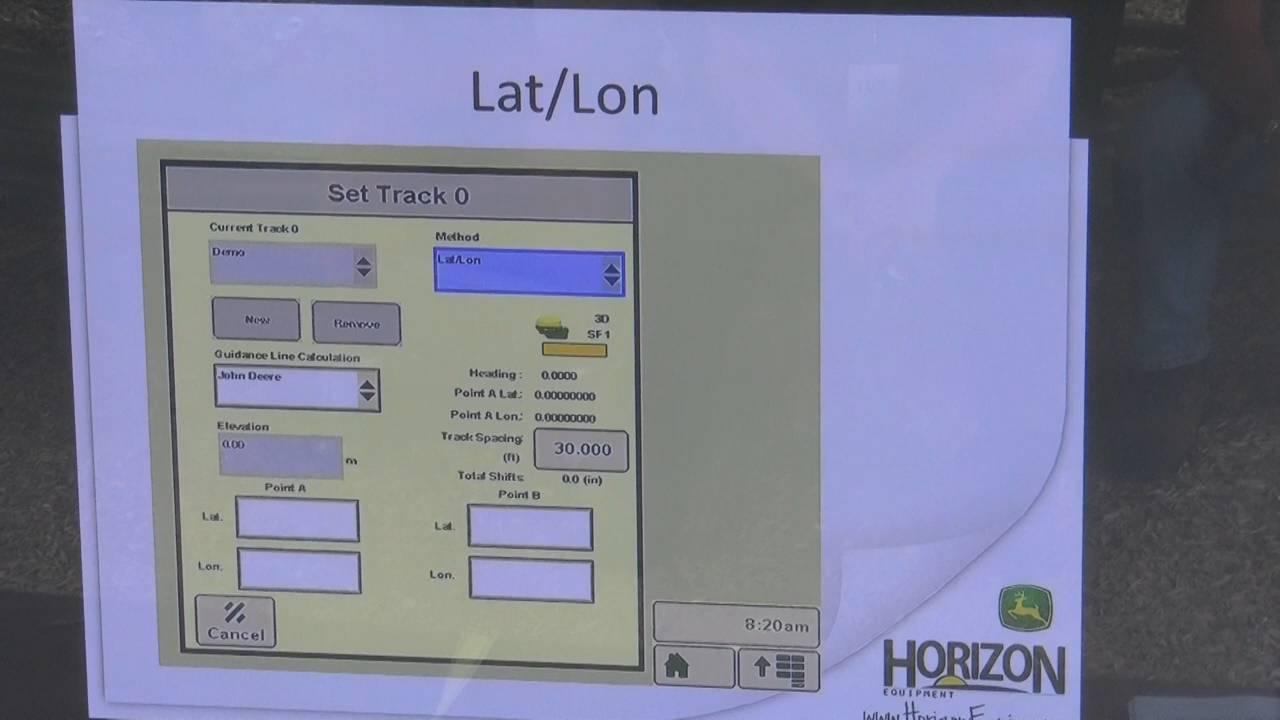 Lat/Lon
Set Track 0
Current Track 0
Demo
Method
Lat/Lon
New
Remove
3D
SF1
Guidance Line Calculation
John Deere
Heading: 0.0000
Point A Lat.: 0.00000000
Point A Lon.: 0.00000000
Elevation
0.00
m
Track Spacing
(ft)
30.000
Total Shifts 0.0 (in)
Point A
Point B
Lat.
Lat.
Lon.
Lon.
Cancel
8:20am
HORIZON
EQUIPMENT